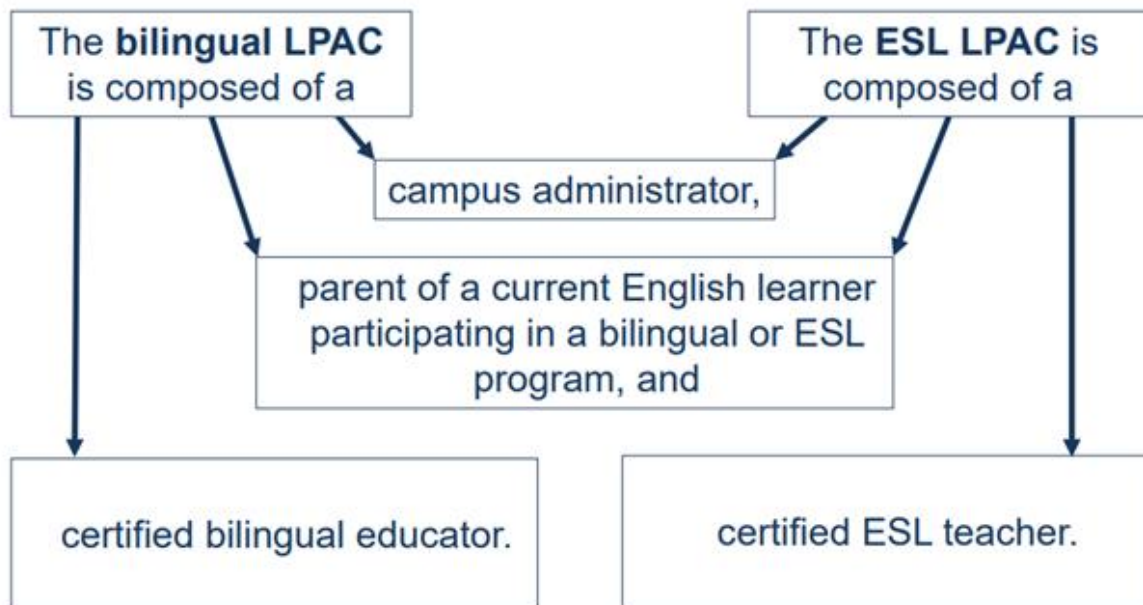 The bilingual LPAC
is composed of a
The ESL LPAC is
composed of a
campus administrator,
parent of a current English learner
participating in a bilingual or ESL
program, and
certified bilingual educator.
certified ESL teacher.